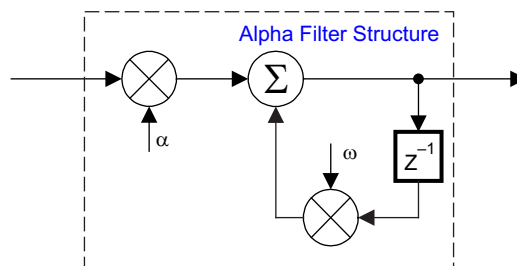 Alpha Filter Structure
Σ
α
ω
Z⁻¹